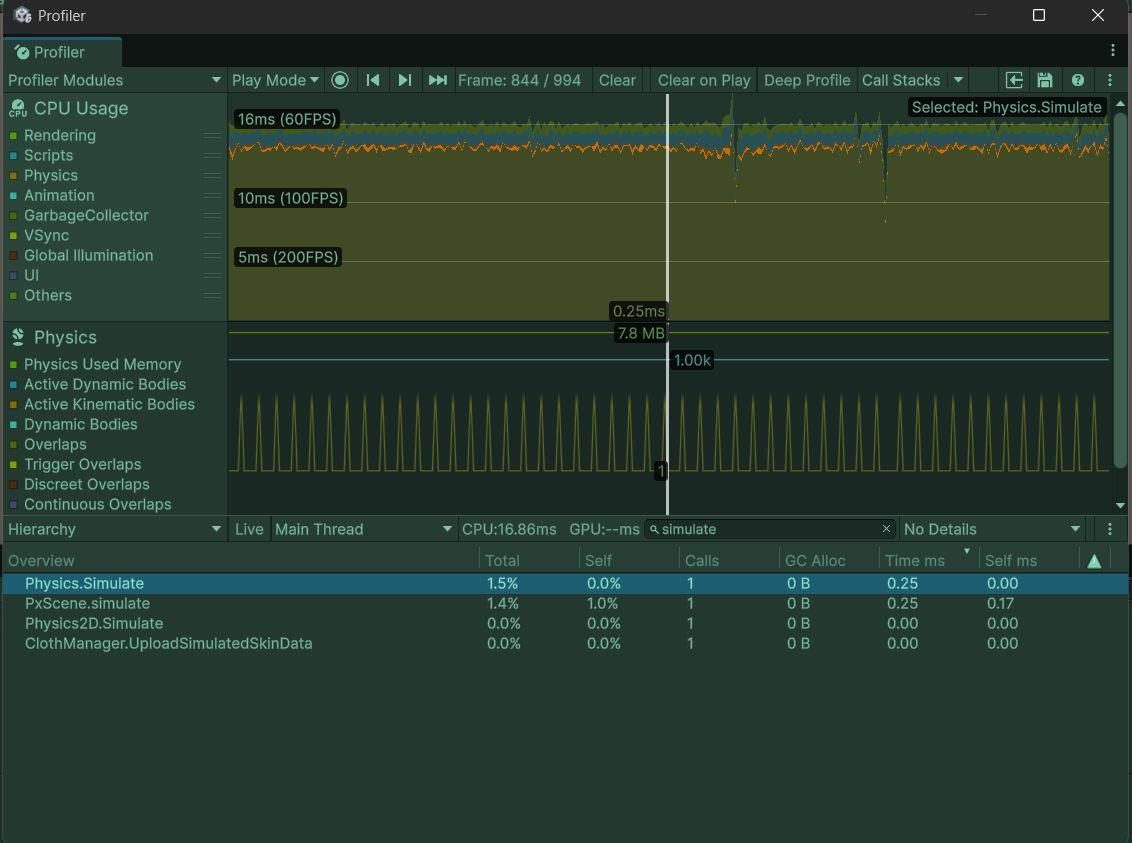 Profiler
Profiler
Profiler Modules Play Mode Frame: 844 / 994 Clear Clear on Play Deep Profile Call Stacks
CPU CPU Usage
Rendering
Scripts
Physics
Animation
GarbageCollector
VSync
Global Illumination
UI
Others
16ms (60FPS)
Selected: Physics.Simulate
10ms (100FPS)
5ms (200FPS)
0.25ms
Physics
Physics Used Memory
Active Dynamic Bodies
Active Kinematic Bodies
Dynamic Bodies
Overlaps
Trigger Overlaps
Discreet Overlaps
Continuous Overlaps
7.8 MB
1.00k
1
Hierarchy Live Main Thread CPU:16.86ms GPU:--ms simulate No Details
Overview Total Self Calls GC Alloc Time ms Self ms
Physics.Simulate 1.5% 0.0% 1 0 B 0.25 0.00
PxScene.simulate 1.4% 1.0% 1 0 B 0.25 0.17
Physics2D.Simulate 0.0% 0.0% 1 0 B 0.00 0.00
ClothManager.UploadSimulatedSkinData 0.0% 0.0% 1 0 B 0.00 0.00